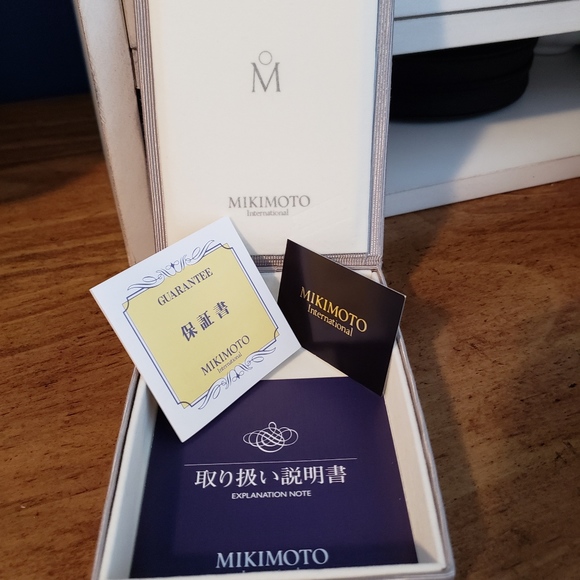 M
MIKIMOTO
International
GUARANTEE
保証書
MIKIMOTO
International
MIKIMOTO
International
取り扱い説明書
EXPLANATION NOTE
MIKIMOTO